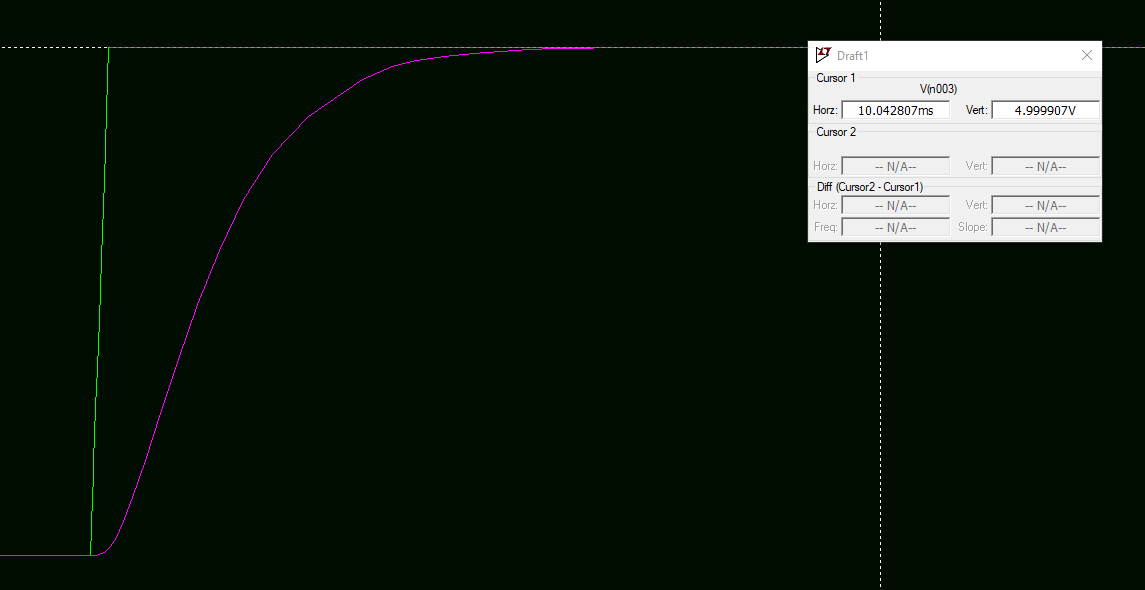 Draft1
Cursor 1
V(n003)
Horz: 10.042807ms Vert: 4.999907V
Cursor 2
Horz: -- N/A-- Vert: -- N/A--
Diff (Cursor2 - Cursor1)
Horz: -- N/A-- Vert: -- N/A--
Freq: -- N/A-- Slope: -- N/A--